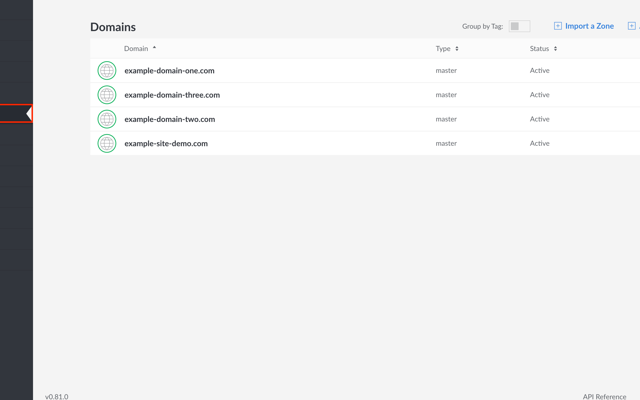 Domains
Group by Tag:
Import a Zone
Domain Type Status
example-domain-one.com master Active
example-domain-three.com master Active
example-domain-two.com master Active
example-site-demo.com master Active
v0.81.0
API Reference